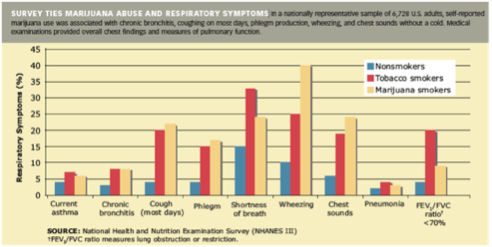 SURVEY TIES MARIJUANA ABUSE AND RESPIRATORY SYMPTOMS In a nationally representative sample of 6,728 U.S. adults, self-reported
marijuana use was associated with chronic bronchitis, coughing on most days, phlegm production, wheezing, and chest sounds without a cold. Medical
examinations provided overall chest findings and measures of pulmonary function.
Respiratory Symptoms (%)
45
40
35
30
25
20
15
10
5
0
Nonsmokers
Tobacco smokers
Marijuana smokers
Current asthma
Chronic bronchitis
Cough (most days)
Phlegm
Shortness of breath
Wheezing
Chest sounds
Pneumonia
FEV₁/FVC ratio† <70%
SOURCE: National Health and Nutrition Examination Survey (NHANES III)
†FEV₁/FVC ratio measures lung obstruction or restriction.